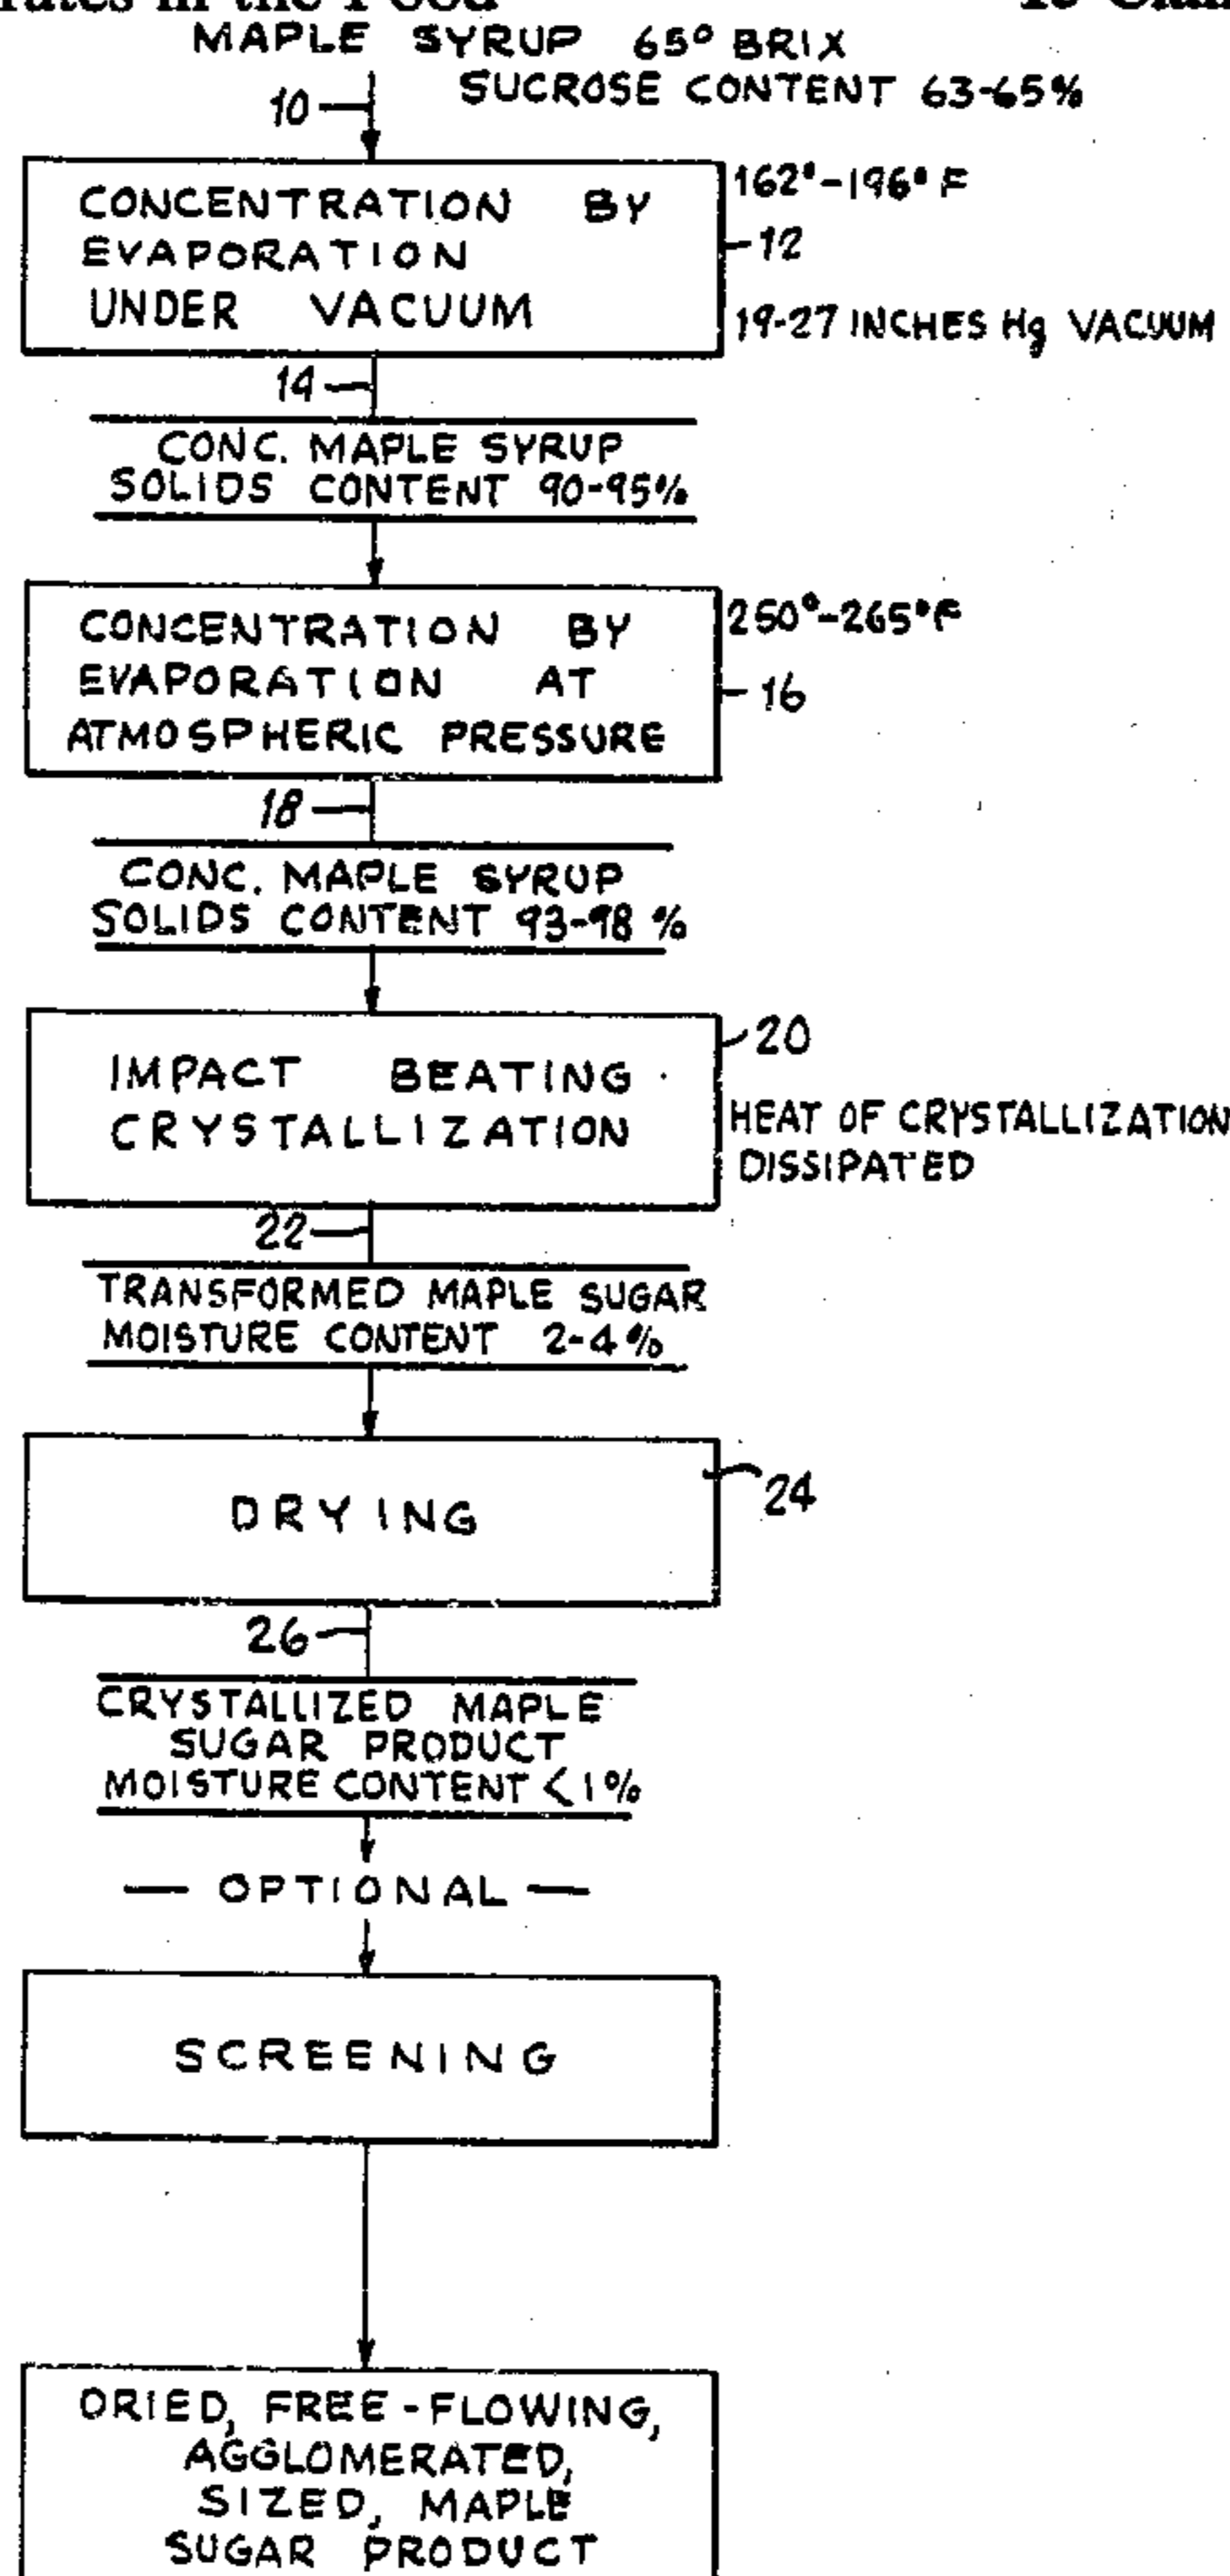 in the Food
MAPLE SYRUP 65° BRIX
SUCROSE CONTENT 63-65%
10
CONCENTRATION BY
EVAPORATION
UNDER VACUUM
162°-196°F
12
19-27 INCHES Hg VACUUM
14
CONC. MAPLE SYRUP
SOLIDS CONTENT 90-95%
CONCENTRATION BY
EVAPORATION AT
ATMOSPHERIC PRESSURE
250°-265°F
16
18
CONC. MAPLE SYRUP
SOLIDS CONTENT 93-98 %
IMPACT BEATING
CRYSTALLIZATION
20
HEAT OF CRYSTALLIZATION
DISSIPATED
22
TRANSFORMED MAPLE SUGAR
MOISTURE CONTENT 2-4%
DRYING
24
26
CRYSTALLIZED MAPLE
SUGAR PRODUCT
MOISTURE CONTENT <1%
— OPTIONAL —
SCREENING
DRIED, FREE-FLOWING,
AGGLOMERATED,
SIZED, MAPLE
SUGAR PRODUCT